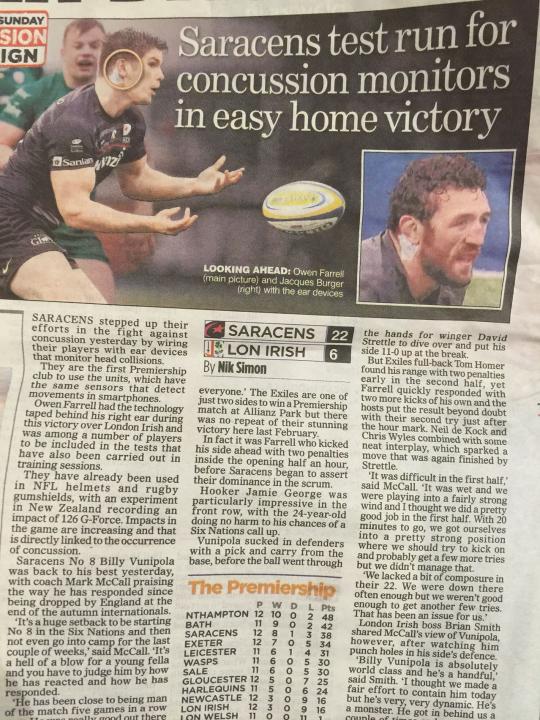 SUNDAY
SION
IGN
Saracens test run for
concussion monitors
in easy home victory
Sanlam
LOOKING AHEAD: Owen Farrell
(main picture) and Jacques Burger
(right) with the ear devices
SARACENS stepped up their
efforts in the fight against
concussion yesterday by wiring
their players with ear devices
that monitor head collisions.
They are the first Premiership
club to use the units, which have
the same sensors that detect
movements in smartphones.
Owen Farrell had the technology
taped behind his right ear during
this victory over London Irish and
was among a number of players
to be included in the tests that
have also been carried out in
training sessions.
They have already been used
in NFL helmets and rugby
gumshields, with an experiment
in New Zealand recording an
impact of 126 G-Force. Impacts in
the game are increasing and that
is directly linked to the occurrence
of concussion.
Saracens No 8 Billy Vunipola
was back to his best yesterday,
with coach Mark McCall praising
the way he has responded since
being dropped by England at the
end of the autumn internationals.
'It's a huge setback to be starting
No 8 in the Six Nations and then
not even go into camp for the last
couple of weeks,' said McCall. 'It's
a hell of a blow for a young fella
and you have to judge him by how
he has reacted and how he has
responded.
'He has been close to being man
of the match five games in a row
really good out there
SARACENS 22
LON IRISH 6
By Nik Simon
everyone.' The Exiles are one of
just two sides to win a Premiership
match at Allianz Park but there
was no repeat of their stunning
victory here last February.
In fact it was Farrell who kicked
his side ahead with two penalties
inside the opening half an hour,
before Saracens began to assert
their dominance in the scrum.
Hooker Jamie George was
particularly impressive in the
front row, with the 24-year-old
doing no harm to his chances of a
Six Nations call up.
Vunipola sucked in defenders
with a pick and carry from the
base, before the ball went through
The Premiership
P W D L Pts
NTHAMPTON 12 10 0 2 48
BATH 11 9 0 2 42
SARACENS 12 8 1 3 38
EXETER 12 7 0 5 34
LEICESTER 11 6 1 4 31
WASPS 11 6 0 5 30
SALE 11 6 0 5 30
GLOUCESTER 12 5 0 7 25
HARLEQUINS 11 5 0 6 24
NEWCASTLE 12 3 0 9 16
LON IRISH 12 3 0 9 16
LON WELSH 11 0 0 11 1
the hands for winger David
Strettle to dive over and put his
side 11-0 up at the break.
But Exiles full-back Tom Homer
found his range with two penalties
early in the second half, yet
Farrell quickly responded with
two more kicks of his own and the
hosts put the result beyond doubt
with their second try just after
the hour mark. Neil de Kock and
Chris Wyles combined with some
neat interplay, which sparked a
move that was again finished by
Strettle.
'It was difficult in the first half,'
said McCall. 'It was wet and we
were playing into a fairly strong
wind and I thought we did a pretty
good job in the first half. With 20
minutes to go, we got ourselves
into a pretty strong position
where we should try to kick on
and probably get a few more tries
but we didn't manage that.
'We lacked a bit of composure in
their 22. We were down there
often enough but we weren't good
enough to get another few tries.
That has been an issue for us.'
London Irish boss Brian Smith
shared McCall's view of Vunipola,
however, after watching him
punch holes in his side's defence.
'Billy Vunipola is absolutely
world class and he's a handful,'
said Smith. 'I thought we made a
fair effort to contain him today
but he's very, very dynamic. He's
a monster. He got in behind us a